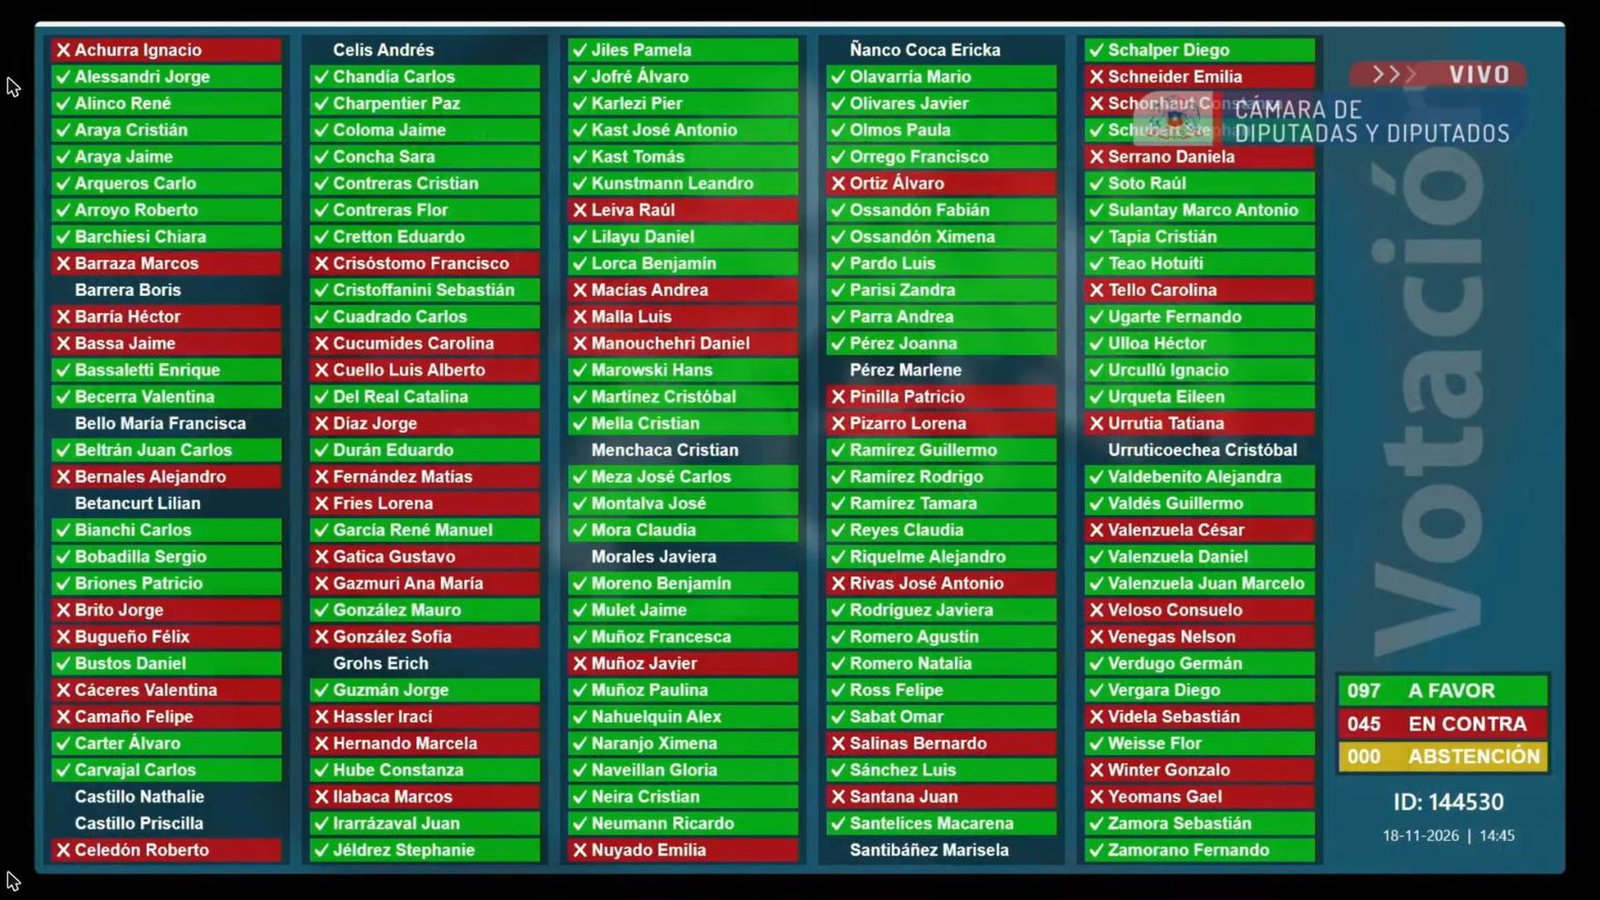 Achurra Ignacio
Alessandri Jorge
Alinco René
Araya Cristián
Araya Jaime
Arqueros Carlo
Arroyo Roberto
Barchiesi Chiara
Barraza Marcos
Barrera Boris
Barría Héctor
Bassa Jaime
Bassaletti Enrique
Becerra Valentina
Bello María Francisca
Beltrán Juan Carlos
Bernales Alejandro
Betancurt Lilian
Bianchi Carlos
Bobadilla Sergio
Briones Patricio
Brito Jorge
Bugueño Félix
Bustos Daniel
Cáceres Valentina
Camaño Felipe
Carter Álvaro
Carvajal Carlos
Castillo Nathalie
Castillo Priscilla
Celedón Roberto
Celis Andrés
Chandía Carlos
Charpentier Paz
Coloma Jaime
Concha Sara
Contreras Cristian
Contreras Flor
Cretton Eduardo
Crisóstomo Francisco
Cristoffanini Sebastián
Cuadrado Carlos
Cucumides Carolina
Cuello Luis Alberto
Del Real Catalina
Díaz Jorge
Durán Eduardo
Fernández Matías
Fries Lorena
García René Manuel
Gatica Gustavo
Gazmuri Ana María
González Mauro
González Sofía
Grohs Erich
Guzmán Jorge
Hassler Irací
Hernando Marcela
Hube Constanza
Ilabaca Marcos
Irarrázaval Juan
Jéldrez Stephanie
Jiles Pamela
Jofré Álvaro
Karlezi Pier
Kast José Antonio
Kast Tomás
Kunstmann Leandro
Leiva Raúl
Lilayu Daniel
Lorca Benjamín
Macías Andrea
Malla Luis
Manouchehri Daniel
Marowski Hans
Martínez Cristóbal
Mella Cristian
Menchaca Cristian
Meza José Carlos
Montalva José
Mora Claudia
Morales Javiera
Moreno Benjamín
Mulet Jaime
Muñoz Francesca
Muñoz Javier
Muñoz Paulina
Nahuelquin Alex
Naranjo Ximena
Naveillan Gloria
Neira Cristian
Neumann Ricardo
Nuyado Emilia
Ñanco Coca Ericka
Olavarría Mario
Olivares Javier
Olmos Paula
Orrego Francisco
Ortiz Álvaro
Ossandón Fabián
Ossandón Ximena
Pardo Luis
Parisi Zandra
Parra Andrea
Pérez Joanna
Pérez Marlene
Pinilla Patricio
Pizarro Lorena
Ramírez Guillermo
Ramírez Rodrigo
Ramírez Tamara
Reyes Claudia
Riquelme Alejandro
Rivas José Antonio
Rodríguez Javiera
Romero Agustín
Romero Natalia
Ross Felipe
Sabat Omar
Salinas Bernardo
Sánchez Luis
Santana Juan
Santelices Macarena
Santibáñez Marisela
Schalper Diego
Schneider Emilia
Serrano Daniela
Soto Raúl
Sulantay Marco Antonio
Tapia Cristián
Teao Hotuiti
Tello Carolina
Ugarte Fernando
Ulloa Héctor
Urcullú Ignacio
Urqueta Eileen
Urrutia Tatiana
Urruticoechea Cristóbal
Valdebenito Alejandra
Valdés Guillermo
Valenzuela César
Valenzuela Daniel
Valenzuela Juan Marcelo
Veloso Consuelo
Venegas Nelson
Verdugo Germán
Vergara Diego
Videla Sebastián
Weisse Flor
Winter Gonzalo
Yeomans Gael
Zamora Sebastián
Zamorano Fernando
>>> VIVO
CÁMARA DE
DIPUTADAS Y DIPUTADOS
Votación
097 A FAVOR
045 EN CONTRA
000 ABSTENCIÓN
ID: 144530
18-11-2026 | 14:45